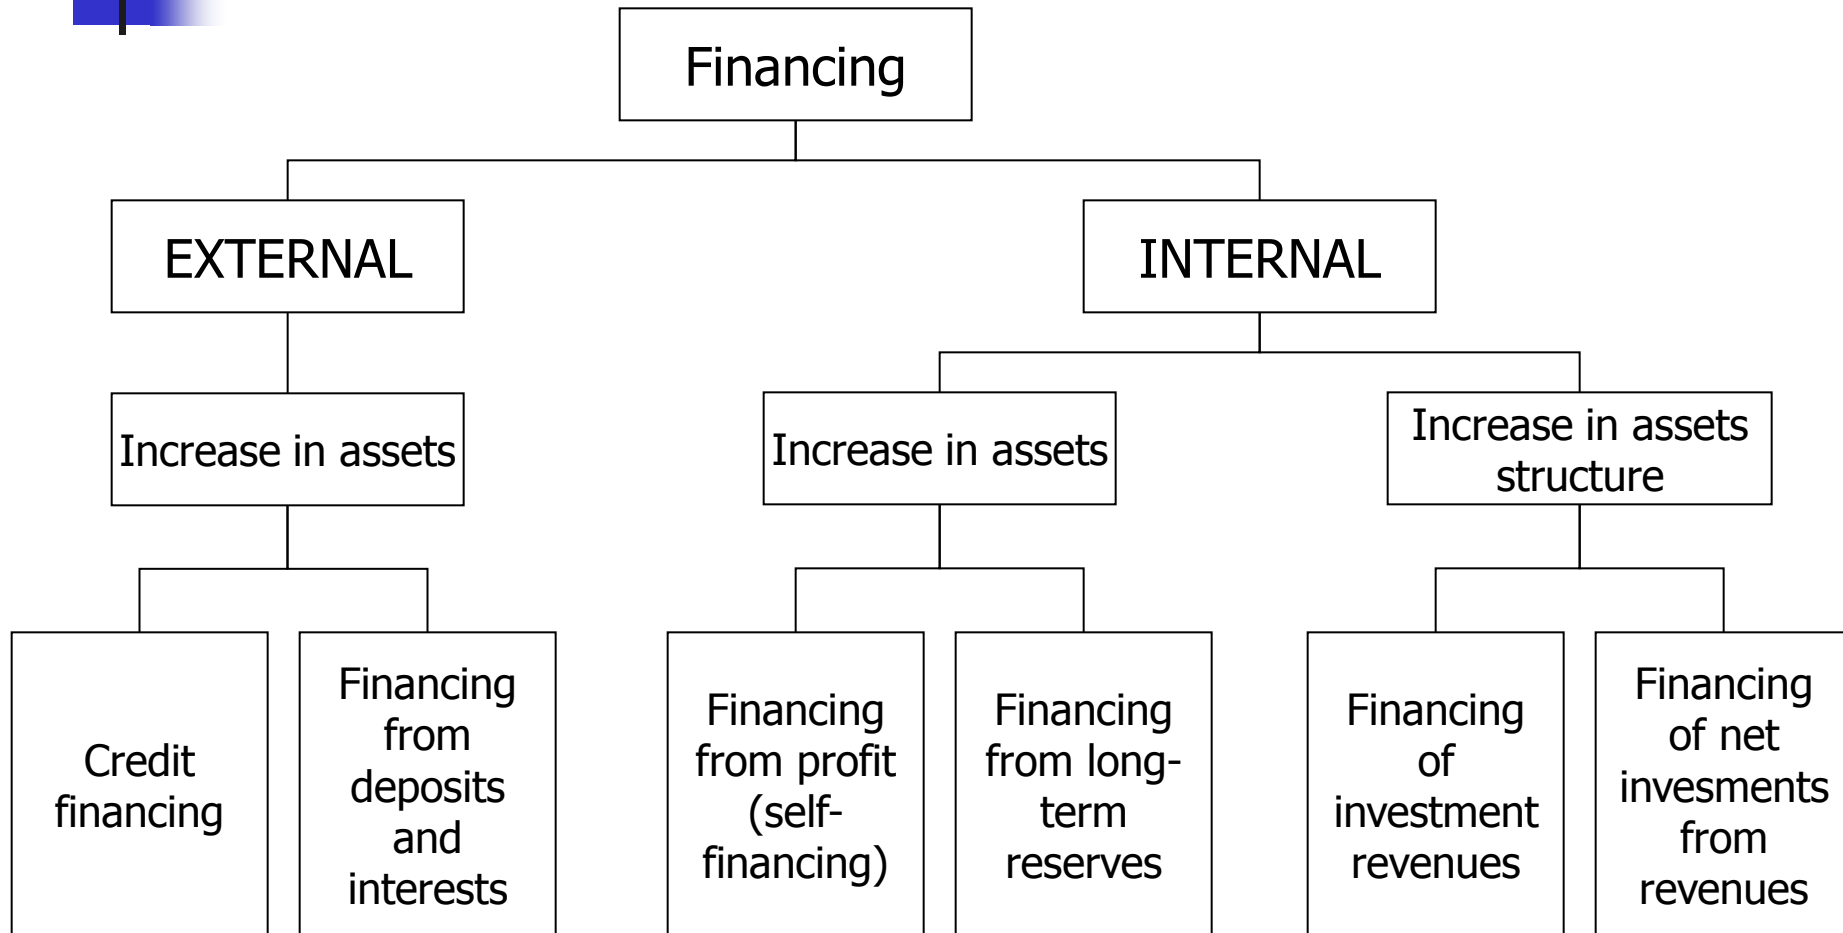 Financing
EXTERNAL
INTERNAL
Increase in assets
Increase in assets
Increase in assets
structure
Credit
financing
Financing
from
deposits
and
interests
Financing
from profit
(self-
financing)
Financing
from long-
term
reserves
Financing
of
investment
revenues
Financing
of net
invesments
from
revenues